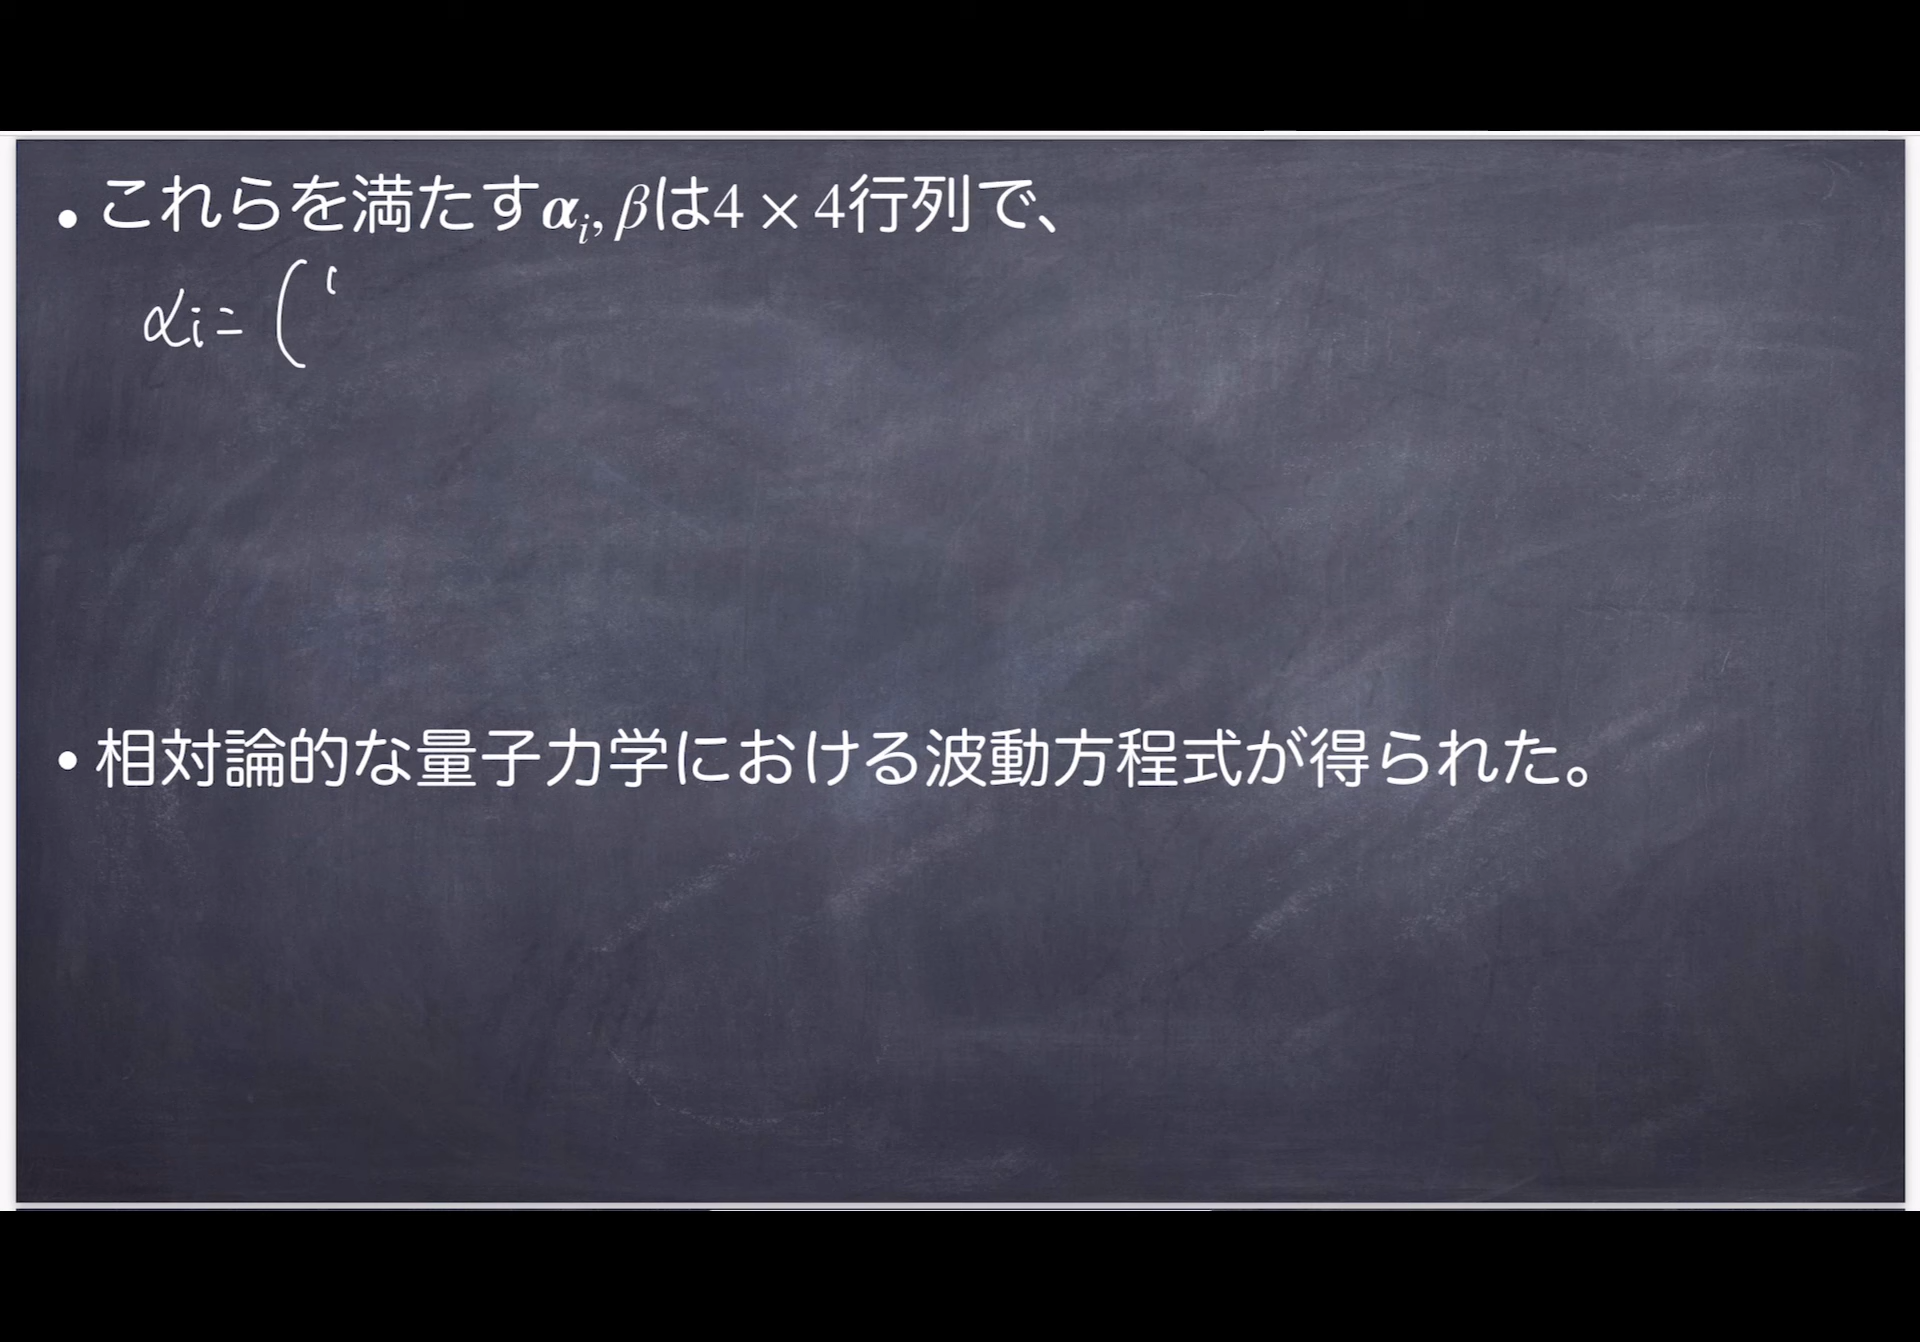 • これらを満たすαᵢ, βは4 × 4行列で、
αi = (
• 相対論的な量子力学における波動方程式が得られた。